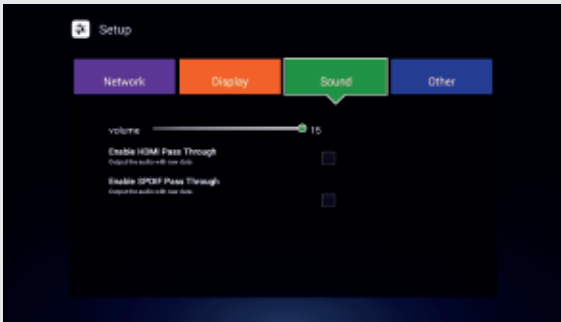 Setup
Network
Display
Sound
Other
volume 15
Enable HDMI Pass Through
Output the audio with raw data
Enable SPDIF Pass Through
Output the audio with raw data